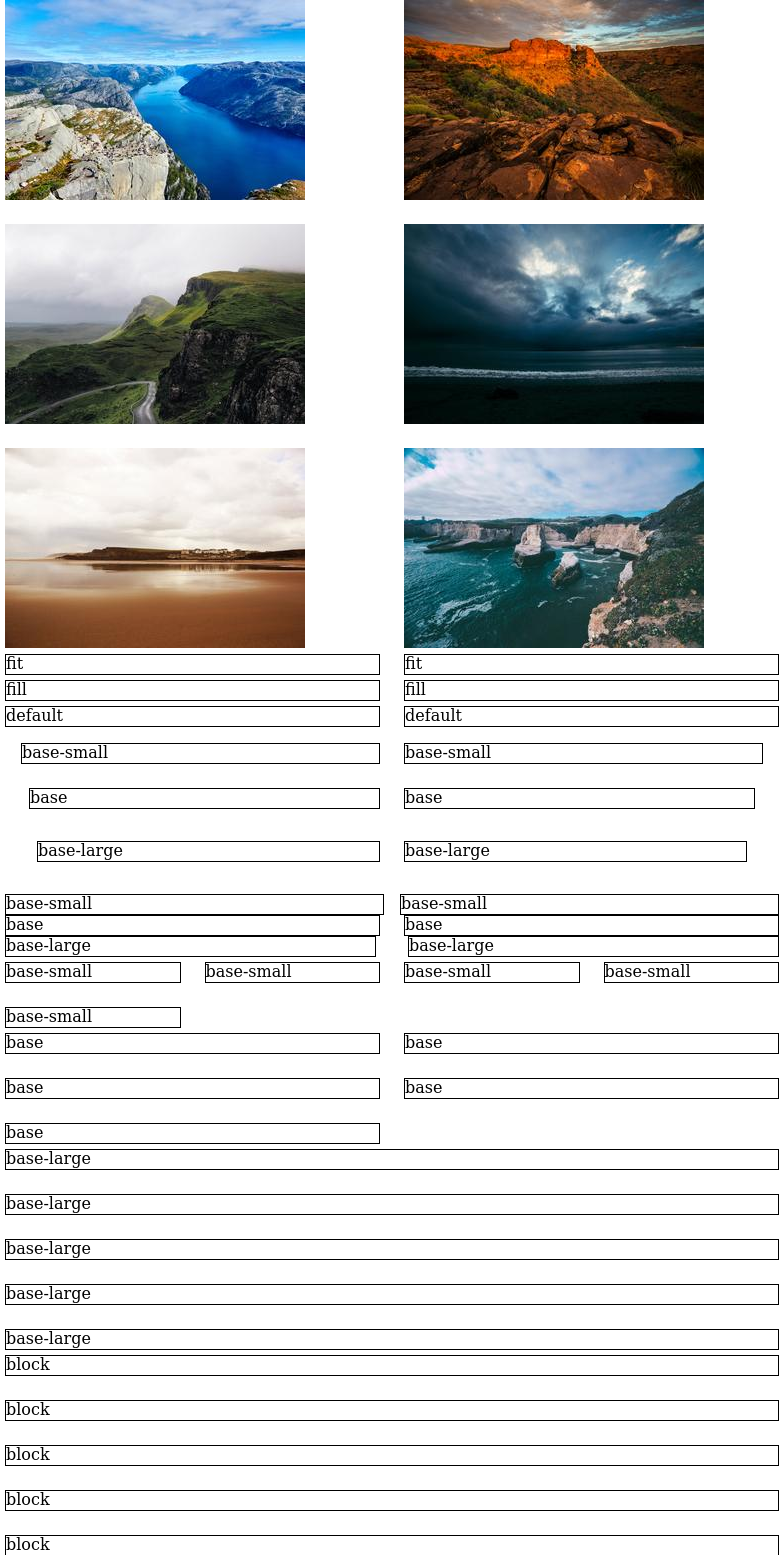 fit fit
fill fill
default default
base-small base-small
base base
base-large base-large
base-small base-small
base base
base-large base-large
base-small base-small base-small base-small
base-small
base base
base base
base
base-large
base-large
base-large
base-large
base-large
block
block
block
block
block